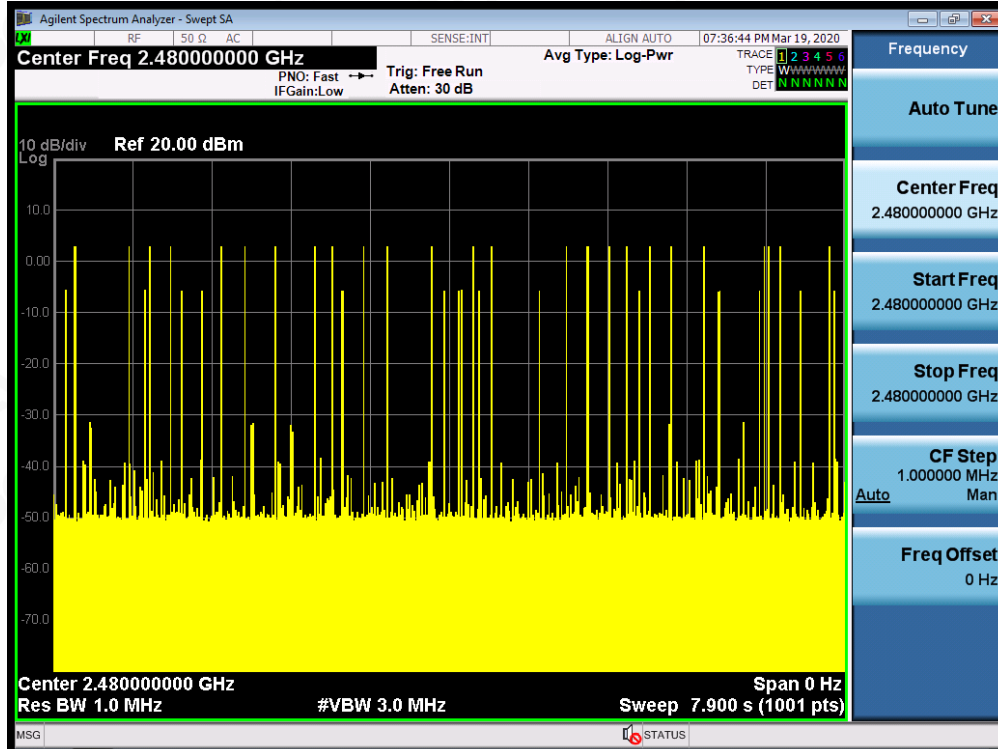 Agilent Spectrum Analyzer - Swept SA
LXI RF 50 Ω AC SENSE:INT ALIGN AUTO 07:36:44 PM Mar 19, 2020
Center Freq 2.480000000 GHz
PNO: Fast
IFGain:Low
Trig: Free Run
Atten: 30 dB
Avg Type: Log-Pwr
TRACE 1 2 3 4 5 6
TYPE WWWWWWW
DET N N N N N N
10 dB/div Ref 20.00 dBm
Log
10.0
0.00
-10.0
-20.0
-30.0
-40.0
-50.0
-60.0
-70.0
Center 2.480000000 GHz Span 0 Hz
Res BW 1.0 MHz #VBW 3.0 MHz Sweep 7.900 s (1001 pts)
MSG STATUS
Frequency
Auto Tune
Center Freq
2.480000000 GHz
Start Freq
2.480000000 GHz
Stop Freq
2.480000000 GHz
CF Step
1.000000 MHz
Auto Man
Freq Offset
0 Hz